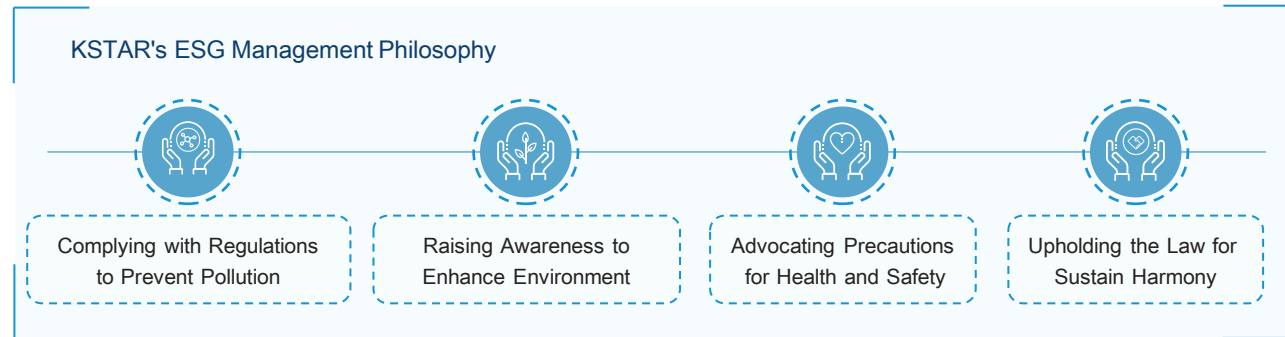 KSTAR's ESG Management Philosophy
Complying with Regulations
to Prevent Pollution
Raising Awareness to
Enhance Environment
Advocating Precautions
for Health and Safety
Upholding the Law for
Sustain Harmony